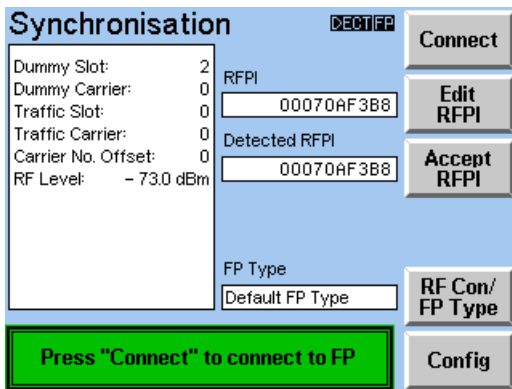 Synchronisation DECT FP
Dummy Slot: 2
Dummy Carrier: 0
Traffic Slot: 0
Traffic Carrier: 0
Carrier No. Offset: 0
RF Level: - 73.0 dBm
RFPI
00070AF3B8
Detected RFPI
00070AF3B8
FP Type
Default FP Type
Press "Connect" to connect to FP
Connect
Edit
RFPI
Accept
RFPI
RF Con/
FP Type
Config